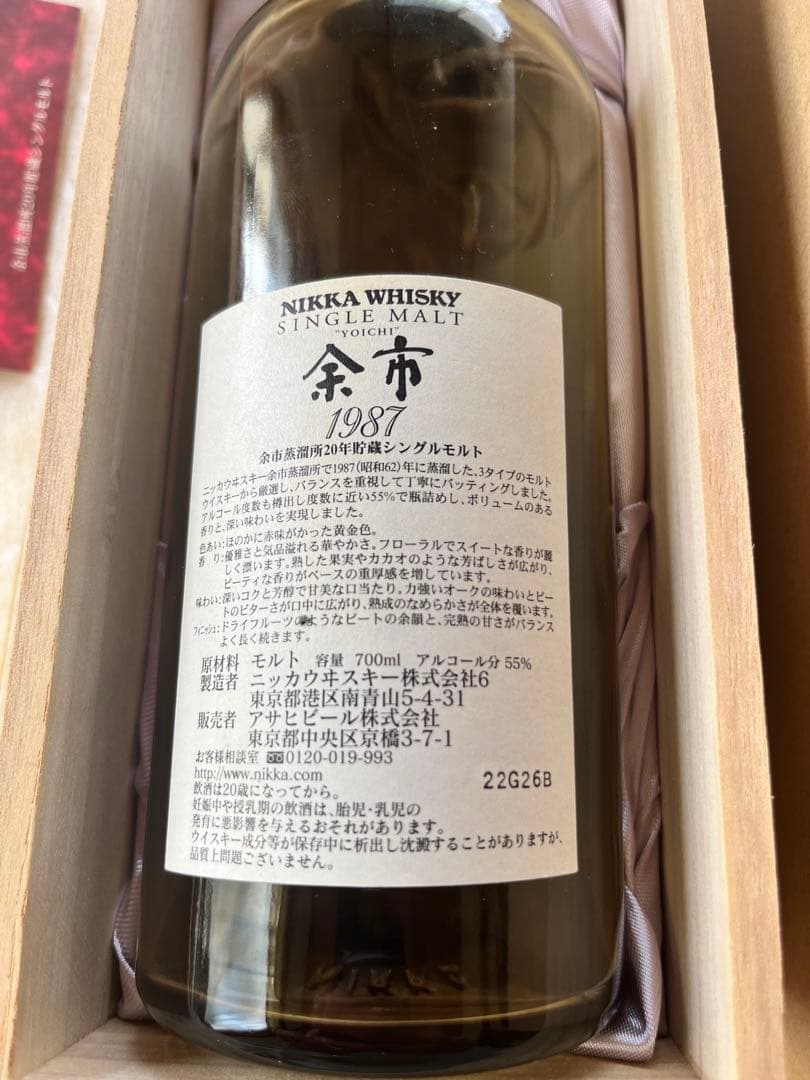 余市蒸溜所20年貯蔵シングルモルト
NIKKA WHISKY
SINGLE MALT
"YOICHI"
余市
1987
余市蒸溜所20年貯蔵シングルモルト
ニッカウヰスキー余市蒸溜所で1987(昭和62)年に蒸溜した、3タイプのモルト
ウイスキーから厳選し、バランスを重視して丁寧にバッティングしました。
アルコール度数も樽出し度数に近い55%で瓶詰めし、ボリュームのある
香りと、深い味わいを実現しました。
色あい:ほのかに赤味がかった黄金色。
香り:優雅さと気品溢れる華やかさ。フローラルでスイートな香りが麗
しく漂います。熟した果実やカカオのような芳ばしさが広がり、
ピーティな香りがベースの重厚感を増しています。
味わい:深いコクと芳醇で甘美な口当たり。力強いオークの味わいとピー
トのビターさが口中に広がり、熟成のなめらかさが全体を覆います。
フィニッシュ:ドライフルーツのようなピートの余韻と、完熟の甘さがバランス
よく長く続きます。
原材料 モルト 容量 700ml アルコール分 55%
製造者 ニッカウヰスキー株式会社6
東京都港区南青山5-4-31
販売者 アサヒビール株式会社
東京都中央区京橋3-7-1
お客様相談室 0120-019-993
http://www.nikka.com
22G26B
飲酒は20歳になってから。
妊娠中や授乳期の飲酒は、胎児・乳児の
発育に悪影響を与えるおそれがあります。
ウイスキー成分等が保存中に析出し沈澱することがありますが、
品質上問題ございません。